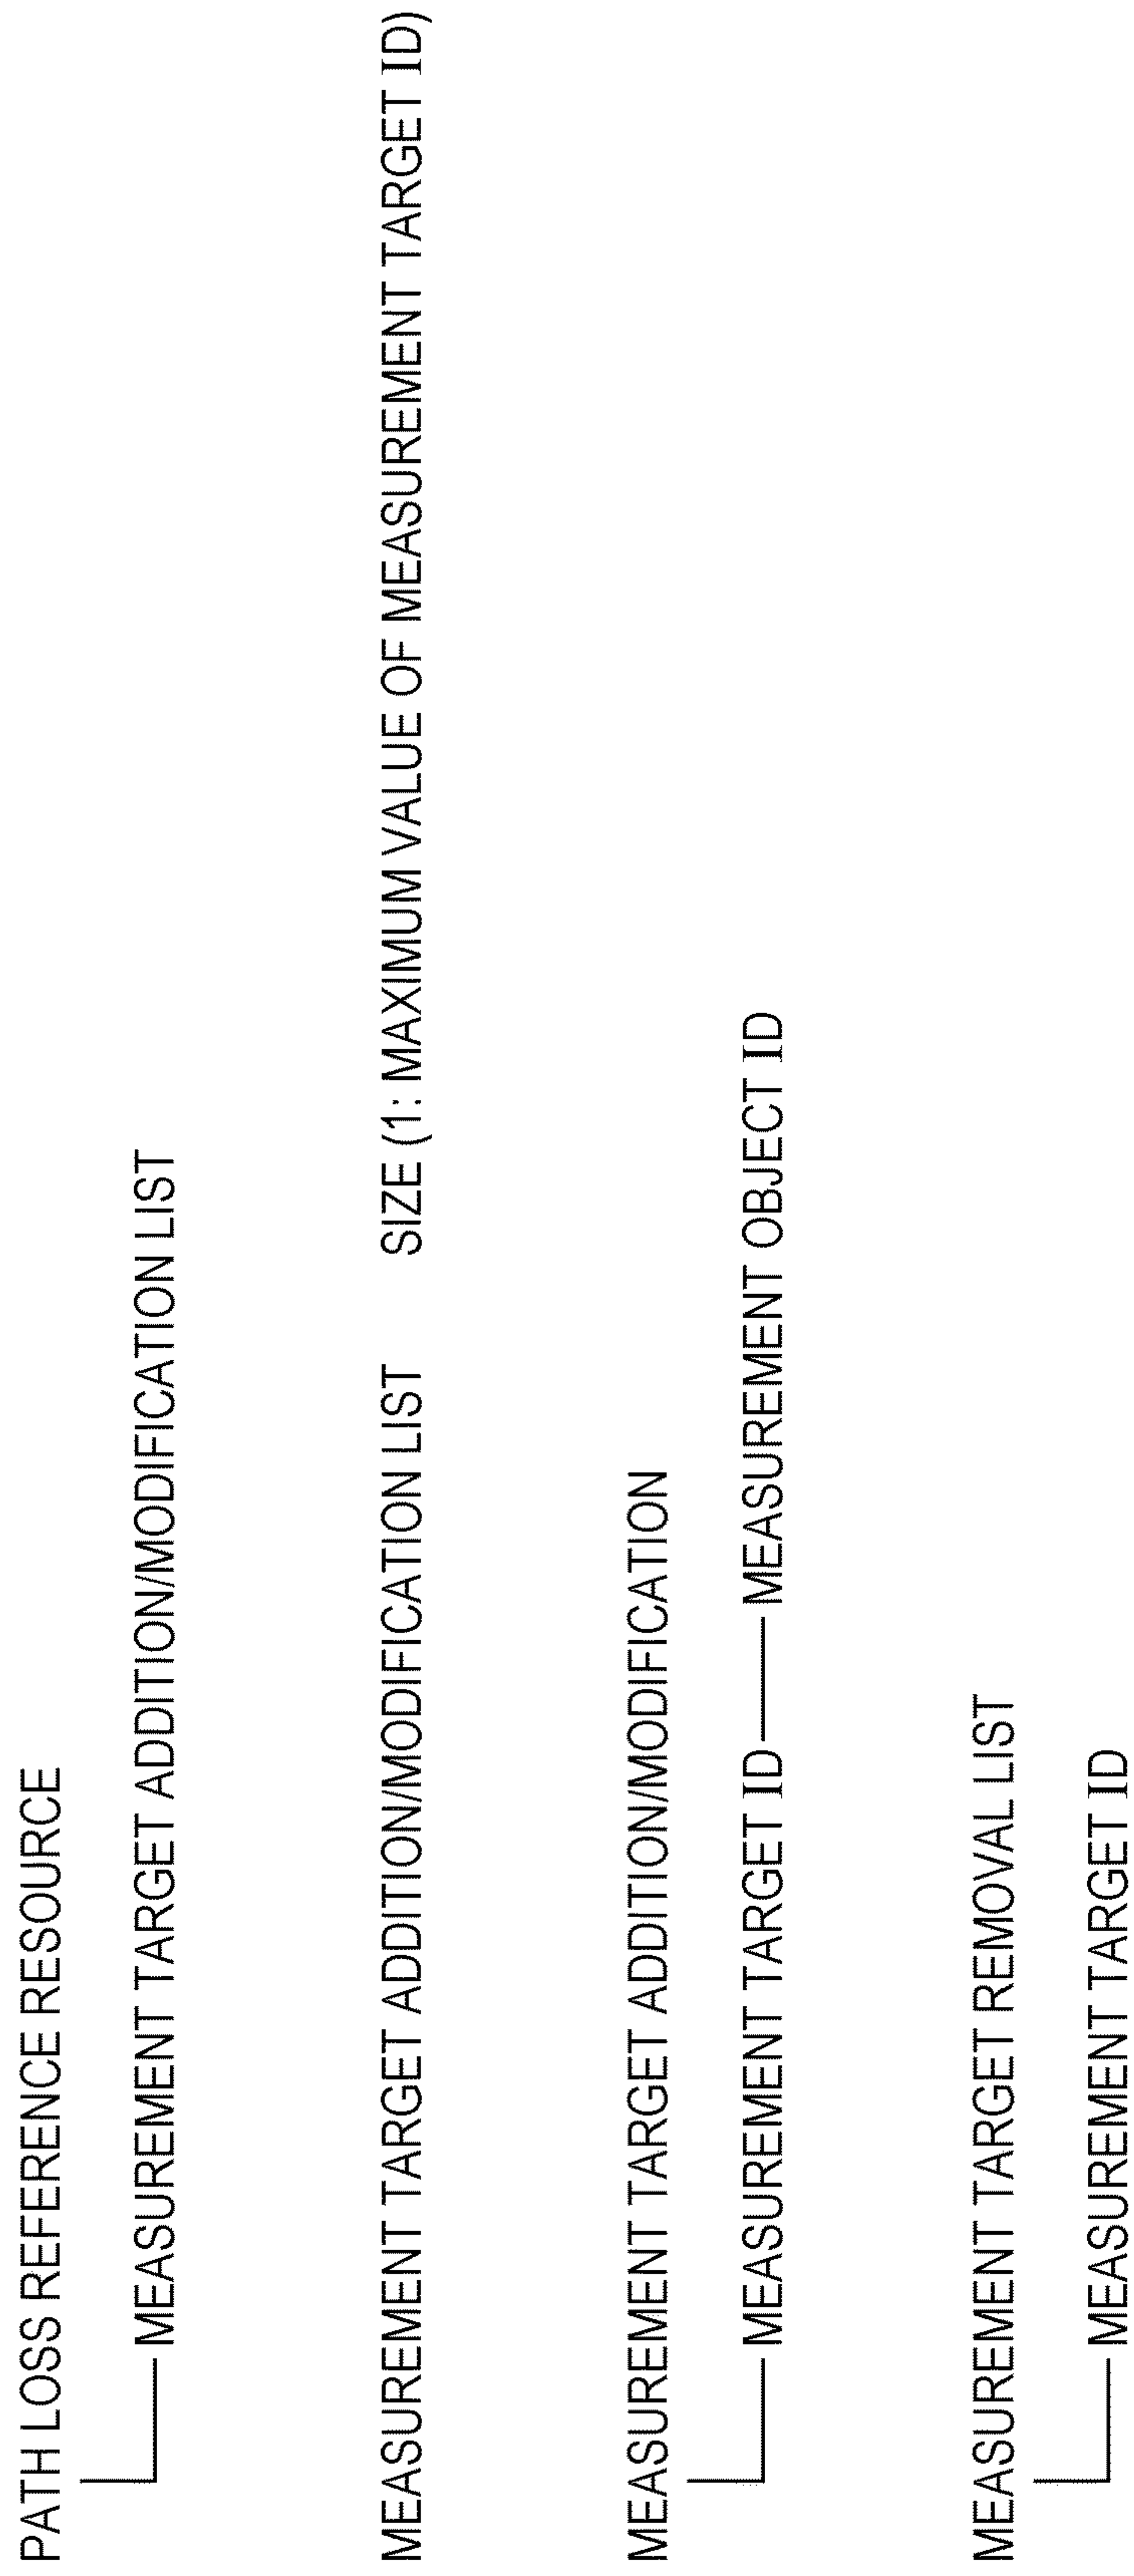 PATH LOSS REFERENCE RESOURCE
MEASUREMENT TARGET ADDITION/MODIFICATION LIST
MEASUREMENT TARGET ADDITION/MODIFICATION LIST SIZE (1: MAXIMUM VALUE OF MEASUREMENT TARGET ID)
MEASUREMENT TARGET ADDITION/MODIFICATION
MEASUREMENT TARGET ID MEASUREMENT OBJECT ID
MEASUREMENT TARGET REMOVAL LIST
MEASUREMENT TARGET ID